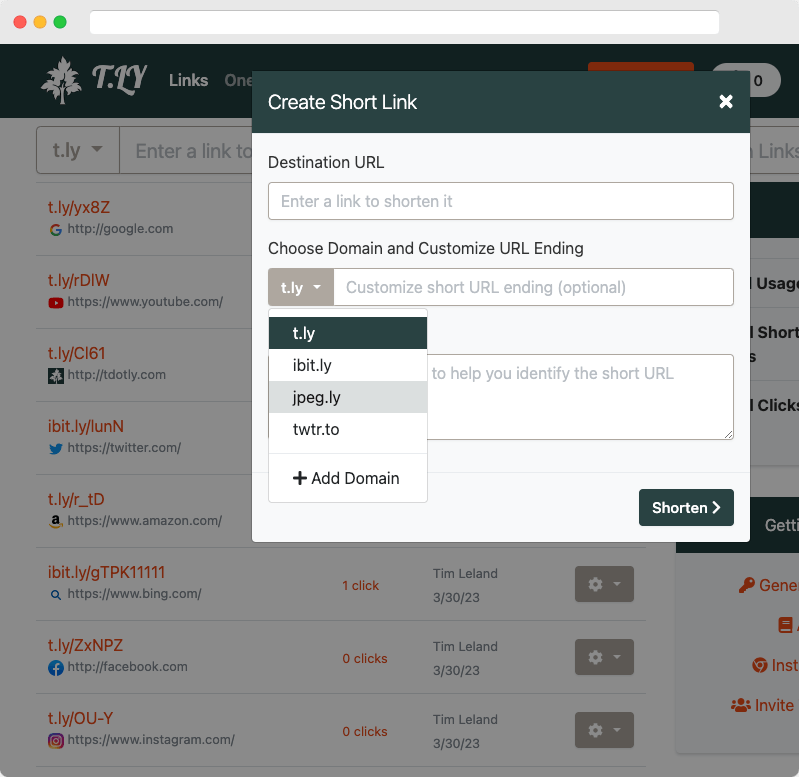 T.LY
Links
One
0
Create Short Link
t.ly
Enter a link to
Links
Destination URL
Enter a link to shorten it
t.ly/yx8Z
http://google.com
Choose Domain and Customize URL Ending
t.ly
Customize short URL ending (optional)
t.ly/rDlW
https://www.youtube.com/
Usage
t.ly
ibit.ly
jpeg.ly
twtr.to
Add Domain
to help you identify the short URL
t.ly/CI61
http://tdotly.com
Short
s
ibit.ly/lunN
https://twitter.com/
Clicks
t.ly/r_tD
https://www.amazon.com/
Shorten
Getti
ibit.ly/gTPK11111
https://www.bing.com/
1 click
Tim Leland
3/30/23
Gene
t.ly/ZxNPZ
http://facebook.com
0 clicks
Tim Leland
3/30/23
Inst
Invite
t.ly/OU-Y
https://www.instagram.com/
0 clicks
Tim Leland
3/30/23